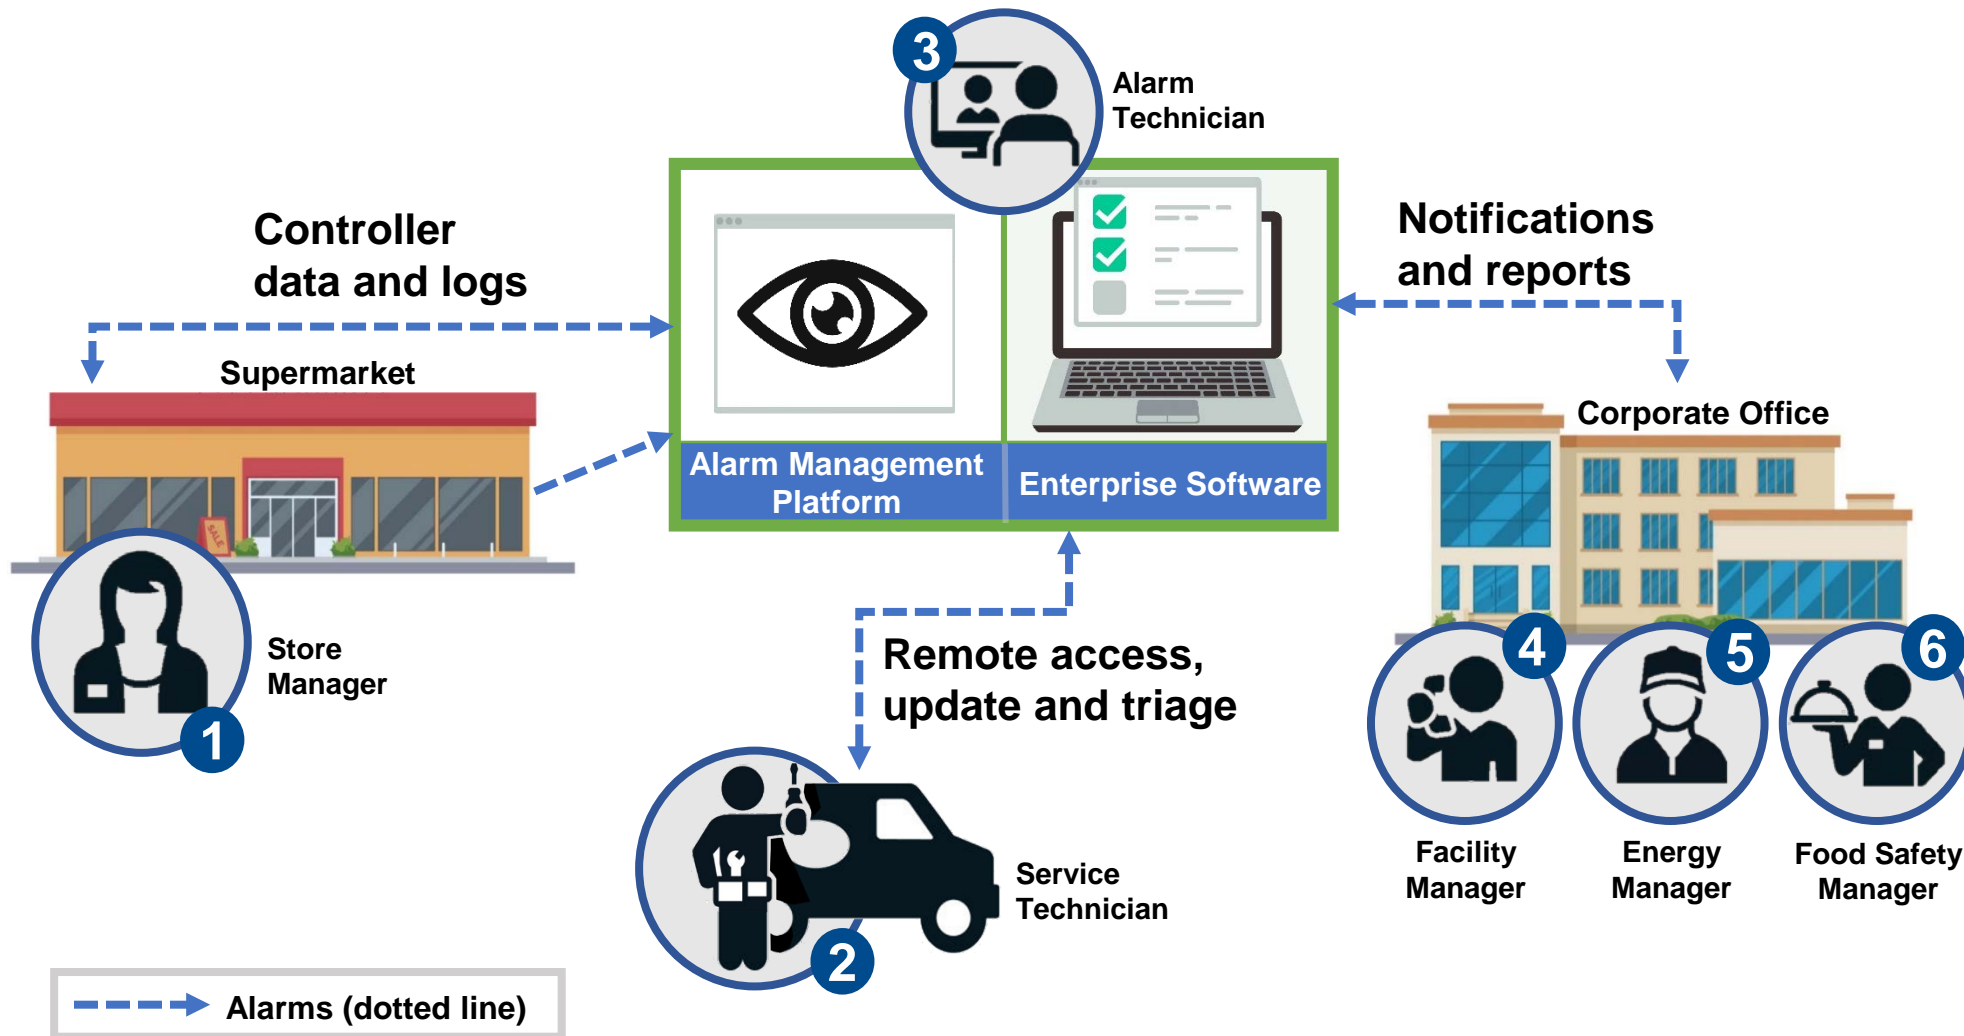 3
Alarm
Technician
Controller
data and logs
Notifications
and reports
Supermarket
Corporate Office
Alarm Management
Platform
Enterprise Software
SALE
Store
Manager
1
Remote access,
update and triage
4
5
6
Service
Technician
2
Facility
Manager
Energy
Manager
Food Safety
Manager
Alarms (dotted line)